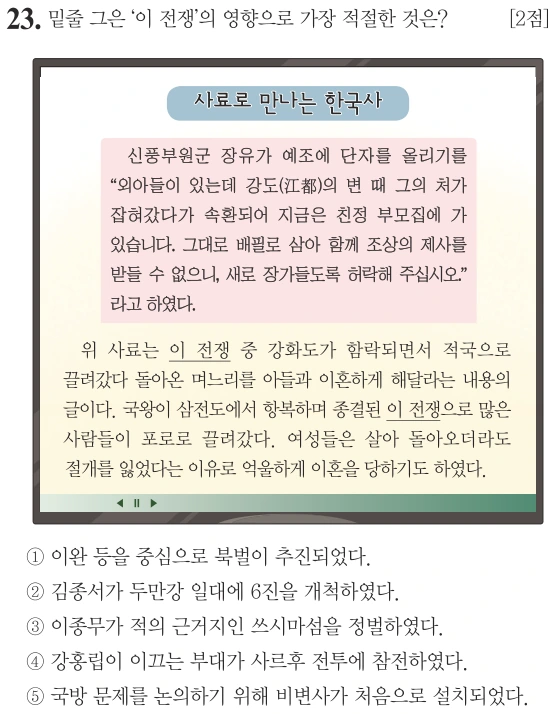 23. 밑줄 그은 ‘이 전쟁’의 영향으로 가장 적절한 것은? [2점]
사료로 만나는 한국사
신풍부원군 장유가 예조에 단자를 올리기를
“외아들이 있는데 강도(江都)의 변 때 그의 처가
잡혀갔다가 속환되어 지금은 친정 부모집에 가
있습니다. 그대로 배필로 삼아 함께 조상의 제사를
받들 수 없으니, 새로 장가들도록 허락해 주십시오.”
라고 하였다.
위 사료는 이 전쟁 중 강화도가 함락되면서 적국으로
끌려갔다 돌아온 며느리를 아들과 이혼하게 해달라는 내용의
글이다. 국왕이 삼전도에서 항복하며 종결된 이 전쟁으로 많은
사람들이 포로로 끌려갔다. 여성들은 살아 돌아오더라도
절개를 잃었다는 이유로 억울하게 이혼을 당하기도 하였다.
① 이완 등을 중심으로 북벌이 추진되었다.
② 김종서가 두만강 일대에 6진을 개척하였다.
③ 이종무가 적의 근거지인 쓰시마섬을 정벌하였다.
④ 강홍립이 이끄는 부대가 사르후 전투에 참전하였다.
⑤ 국방 문제를 논의하기 위해 비변사가 처음으로 설치되었다.